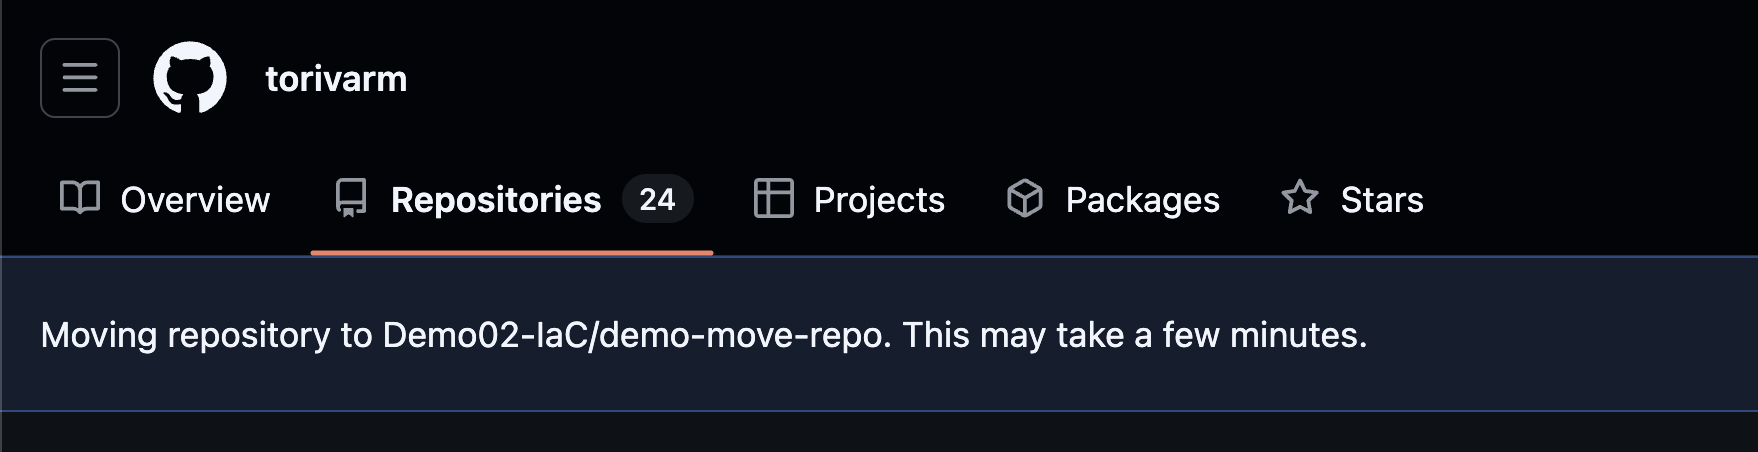 torivarm
Overview Repositories 24 Projects Packages Stars
Moving repository to Demo02-IaC/demo-move-repo. This may take a few minutes.